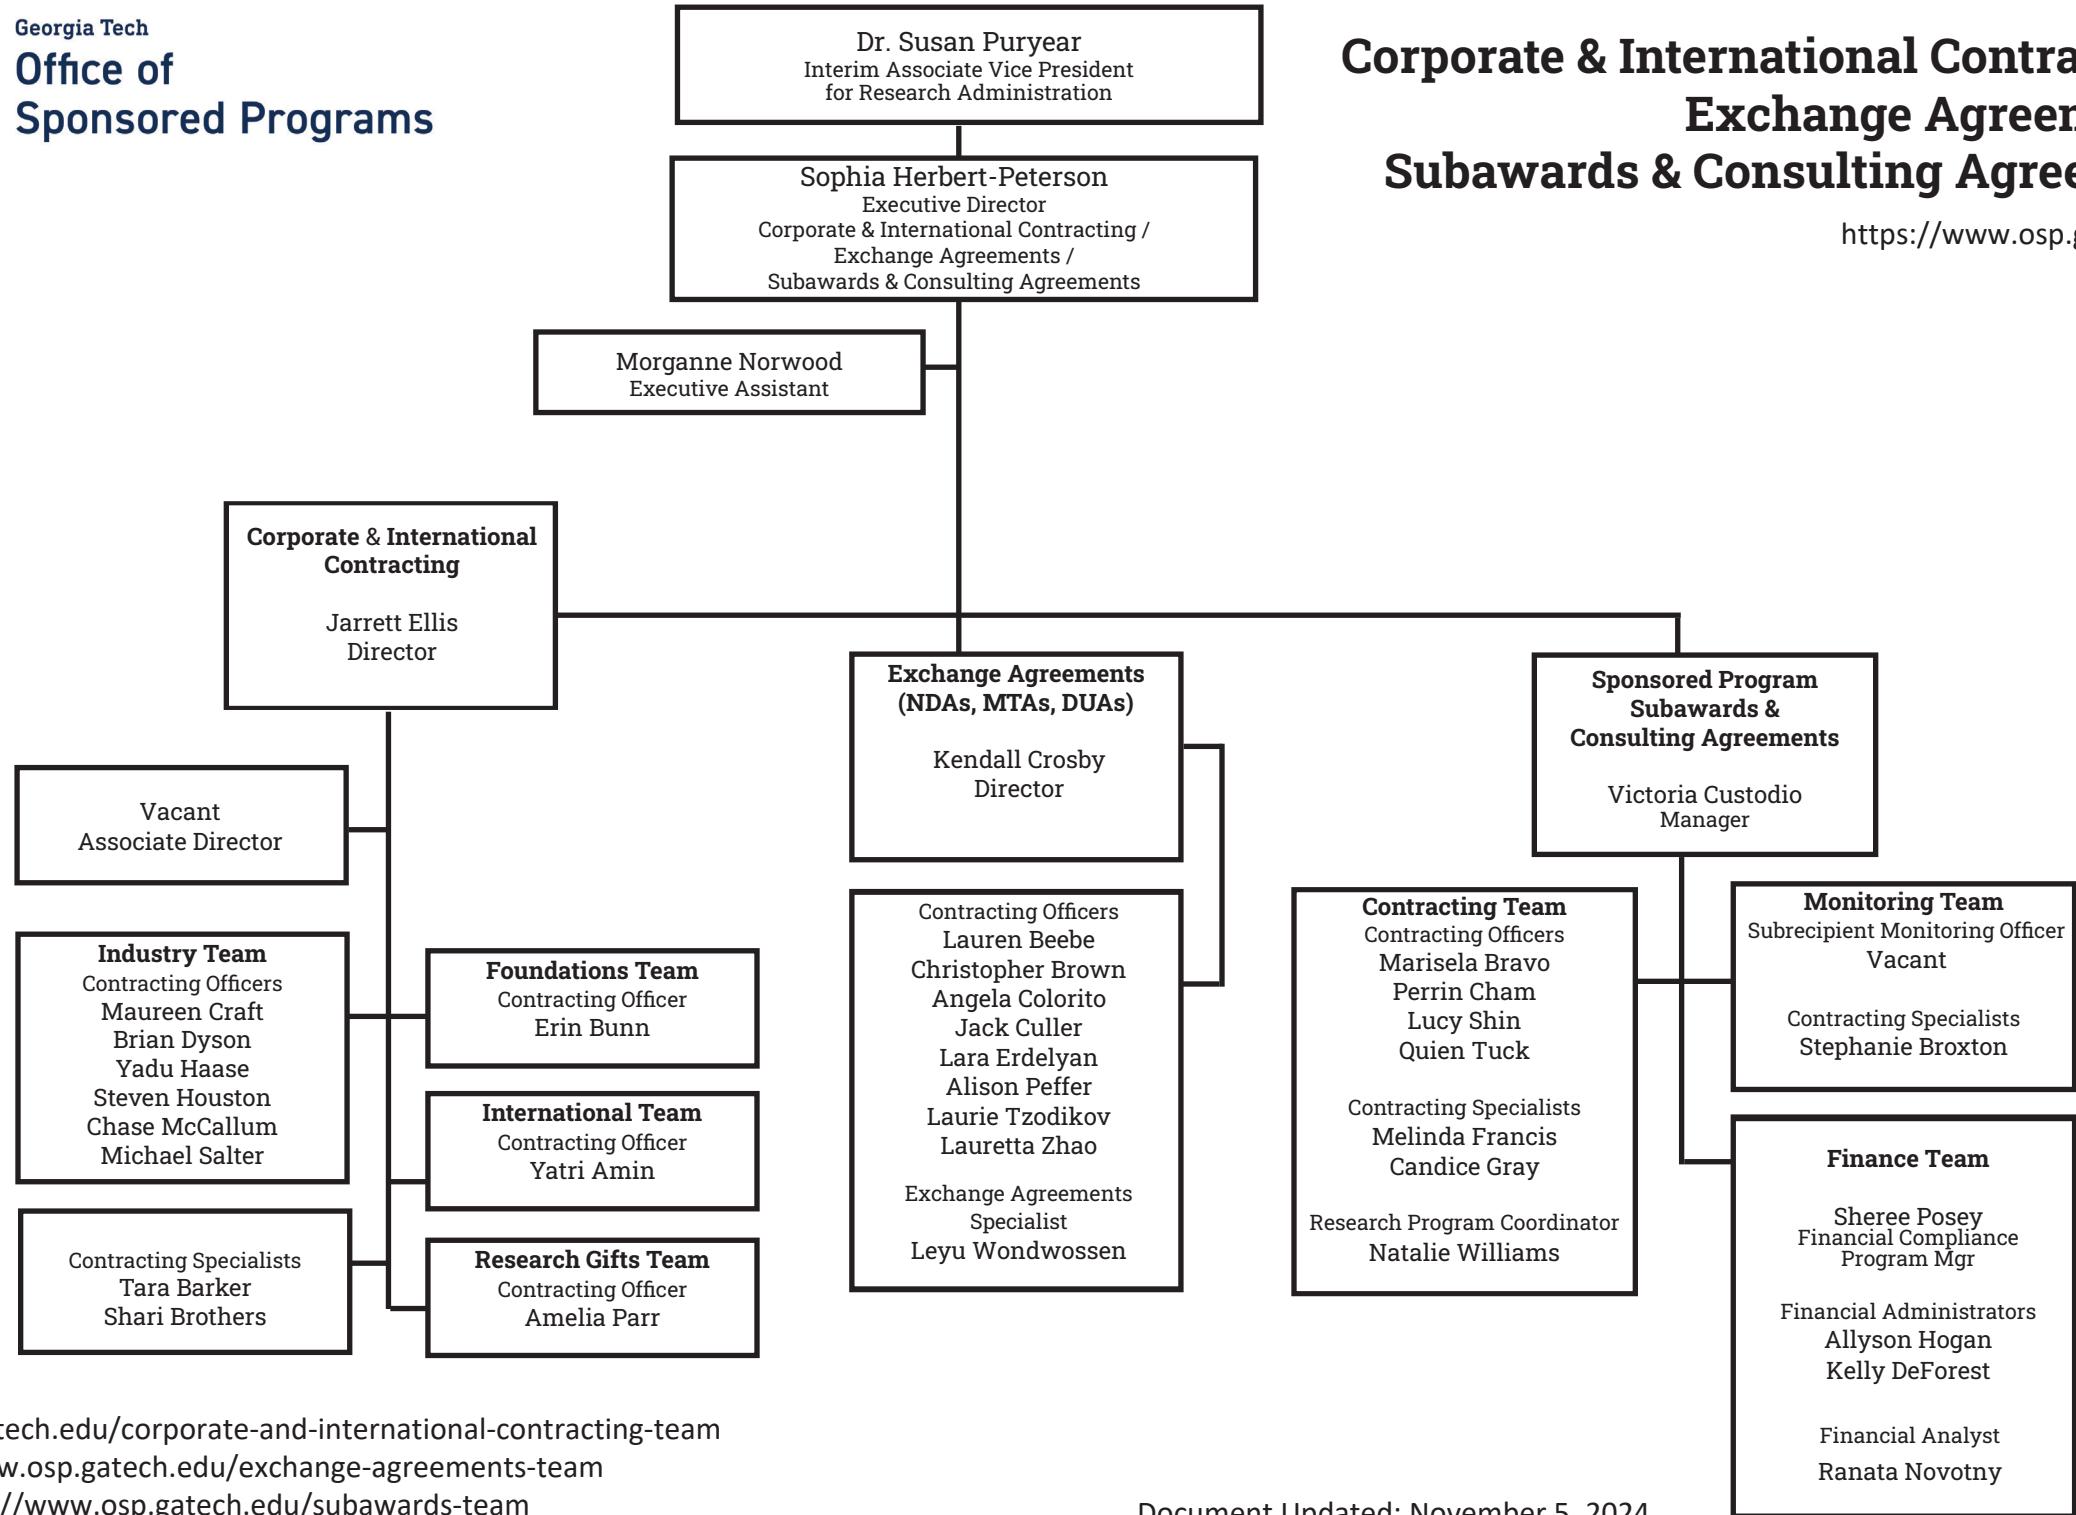 Georgia Tech
Office of
Sponsored Programs
Dr. Susan Puryear
Interim Associate Vice President
for Research Administration
Corporate & International
Exchange
Subawards & Consulting
https://www.osp.
Sophia Herbert-Peterson
Executive Director
Corporate & International Contracting /
Exchange Agreements /
Subawards & Consulting Agreements
Morganne Norwood
Executive Assistant
Corporate & International
Contracting
Jarrett Ellis
Director
Vacant
Associate Director
Industry Team
Contracting Officers
Maureen Craft
Brian Dyson
Yadu Haase
Steven Houston
Chase McCallum
Michael Salter
Contracting Specialists
Tara Barker
Shari Brothers
Foundations Team
Contracting Officer
Erin Bunn
International Team
Contracting Officer
Yatri Amin
Research Gifts Team
Contracting Officer
Amelia Parr
Exchange Agreements
(NDAs, MTAs, DUAs)
Kendall Crosby
Director
Contracting Officers
Lauren Beebe
Christopher Brown
Angela Colorito
Jack Culler
Lara Erdelyan
Alison Peffer
Laurie Tzodikov
Lauretta Zhao
Exchange Agreements
Specialist
Leyu Wondwossen
Sponsored Program
Subawards &
Consulting Agreements
Victoria Custodio
Manager
Contracting Team
Contracting Officers
Marisela Bravo
Perrin Cham
Lucy Shin
Quien Tuck
Contracting Specialists
Melinda Francis
Candice Gray
Research Program Coordinator
Natalie Williams
Monitoring Team
Subrecipient Monitoring Officer
Vacant
Contracting Specialists
Stephanie Broxton
Finance Team
Sheree Posey
Financial Compliance
Program Mgr
Financial Administrators
Allyson Hogan
Kelly DeForest
Financial Analyst
Ranata Novotny
tech.edu/corporate-and-international-contracting-team
w.osp.gatech.edu/exchange-agreements-team
//www.osp.gatech.edu/subawards-team
Document Updated: November 5, 2024